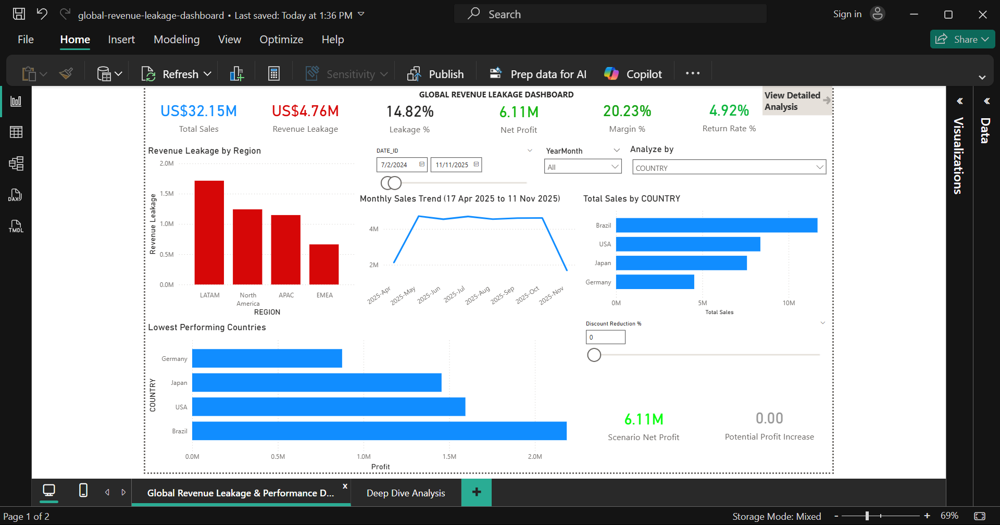 global-revenue-leakage-dashboard • Last saved: Today at 1:36 PM
Search
Sign in
File Home Insert Modeling View Optimize Help
Share
Refresh Sensitivity Publish Prep data for AI Copilot
GLOBAL REVENUE LEAKAGE DASHBOARD
View Detailed
Analysis
US$32.15M
Total Sales
US$4.76M
Revenue Leakage
14.82%
Leakage %
6.11M
Net Profit
20.23%
Margin %
4.92%
Return Rate %
Revenue Leakage by Region
Revenue Leakage
2.0M
1.5M
1.0M
0.5M
0.0M
LATAM
North
America
APAC
EMEA
REGION
DATE_ID
7/2/2024
11/11/2025
YearMonth
All
Analyze by
COUNTRY
Monthly Sales Trend (17 Apr 2025 to 11 Nov 2025)
4M
2M
2025-Apr
2025-May
2025-Jun
2025-Jul
2025-Aug
2025-Sep
2025-Oct
2025-Nov
Total Sales by COUNTRY
Brazil
USA
Japan
Germany
0M 5M 10M
Total Sales
Lowest Performing Countries
COUNTRY
Germany
Japan
USA
Brazil
0.0M 0.5M 1.0M 1.5M 2.0M
Profit
Discount Reduction %
0
6.11M
Scenario Net Profit
0.00
Potential Profit Increase
Visualizations
Data
DAX
TMDL
Global Revenue Leakage & Performance D... x
Deep Dive Analysis
+
Page 1 of 2
Storage Mode: Mixed
- + 69%